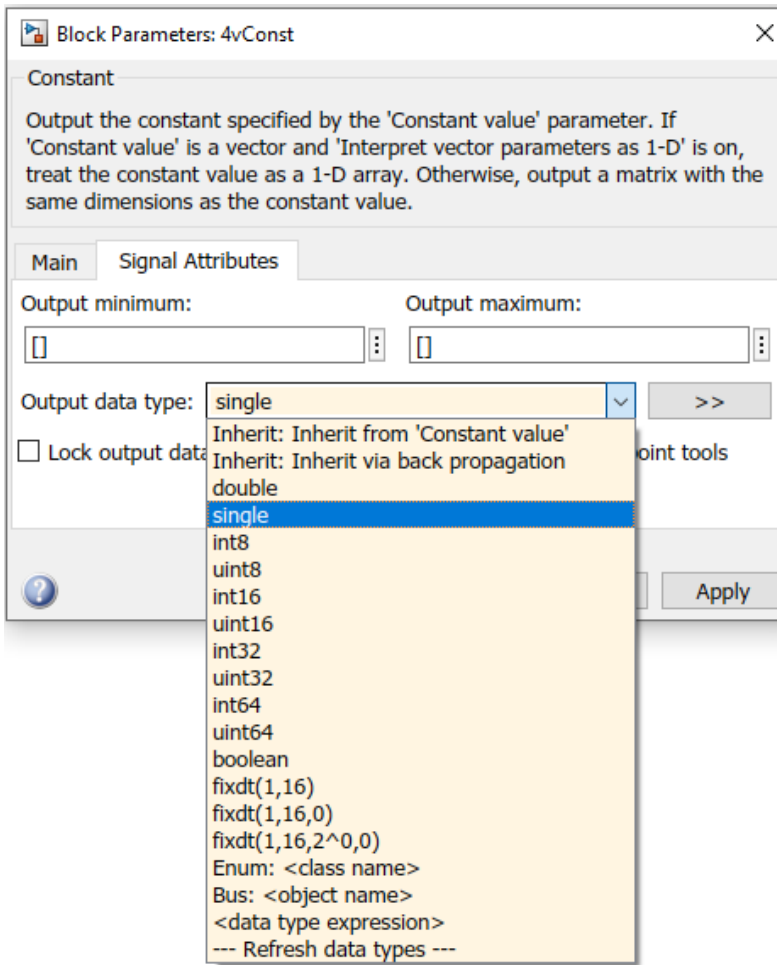 Block Parameters: 4vConst
Constant
Output the constant specified by the 'Constant value' parameter. If
'Constant value' is a vector and 'Interpret vector parameters as 1-D' is on,
treat the constant value as a 1-D array. Otherwise, output a matrix with the
same dimensions as the constant value.
Main Signal Attributes
Output minimum: Output maximum:
[] []
Output data type: single >>
Inherit: Inherit from 'Constant value'
Lock output data oint tools
Inherit: Inherit via back propagation
double
single
int8
uint8
int16
Apply
uint16
int32
uint32
int64
uint64
boolean
fixdt(1,16)
fixdt(1,16,0)
fixdt(1,16,2^0,0)
Enum: <class name>
Bus: <object name>
<data type expression>
--- Refresh data types ---